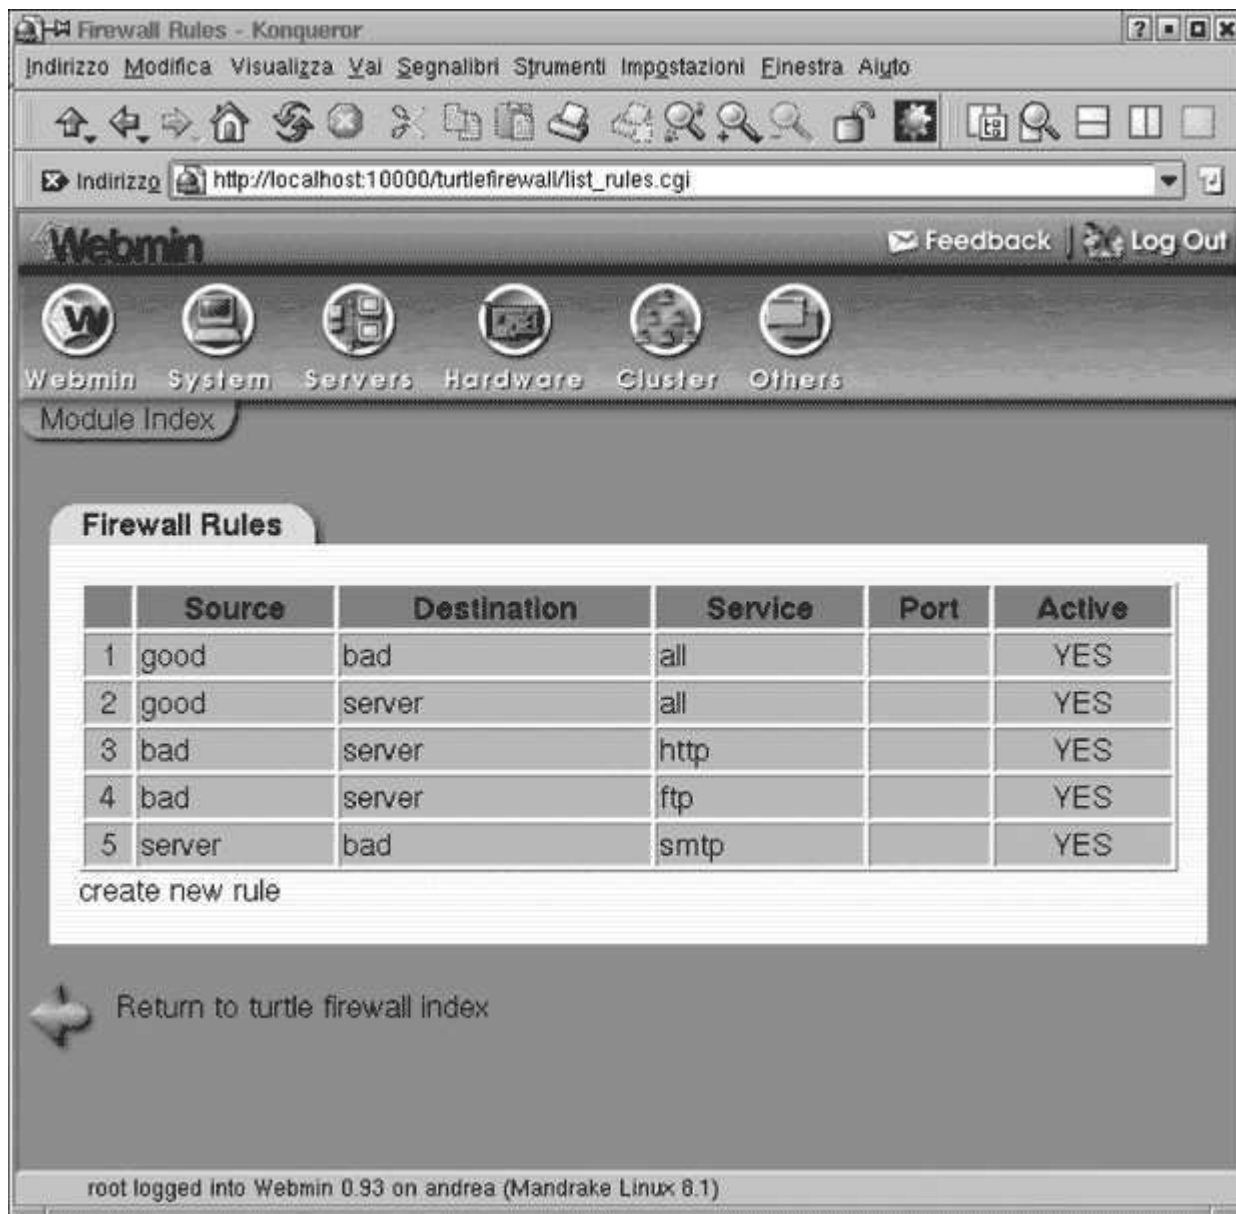 Firewall Rules - Konqueror
Indirizzo Modifica Visualizza Vai Segnalibri Strumenti Impostazioni Finestra Aiuto
Indirizzo http://localhost:10000/turtlefirewall/list_rules.cgi
Webmin Feedback Log Out
Webmin System Servers Hardware Cluster Others
Module Index
Firewall Rules
Source Destination Service Port Active
1 good bad all YES
2 good server all YES
3 bad server http YES
4 bad server ftp YES
5 server bad smtp YES
create new rule
Return to turtle firewall index
root logged into Webmin 0.93 on andrea (Mandrake Linux 8.1)